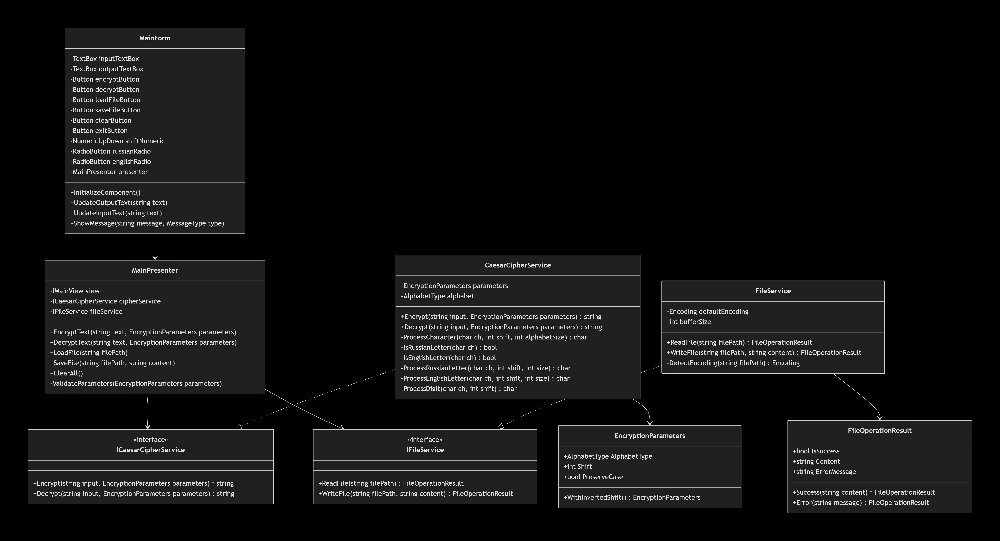 MainForm
-TextBox inputTextBox
-TextBox outputTextBox
-Button encryptButton
-Button decryptButton
-Button loadFileButton
-Button saveFileButton
-Button clearButton
-Button exitButton
-NumericUpDown shiftNumeric
-RadioButton russianRadio
-RadioButton englishRadio
-MainPresenter presenter
+InitializeComponent()
+UpdateOutputText(string text)
+UpdateInputText(string text)
+ShowMessage(string message, MessageType type)
MainPresenter
-IMainView view
-ICaesarCipherService cipherService
-IFileService fileService
+EncryptText(string text, EncryptionParameters parameters)
+DecryptText(string text, EncryptionParameters parameters)
+LoadFile(string filePath)
+SaveFile(string filePath, string content)
+ClearAll()
-ValidateParameters(EncryptionParameters parameters)
CaesarCipherService
-EncryptionParameters parameters
-AlphabetType alphabet
+Encrypt(string input, EncryptionParameters parameters) : string
+Decrypt(string input, EncryptionParameters parameters) : string
-ProcessCharacter(char ch, int shift, int alphabetSize) : char
-IsRussianLetter(char ch) : bool
-IsEnglishLetter(char ch) : bool
-ProcessRussianLetter(char ch, int shift, int size) : char
-ProcessEnglishLetter(char ch, int shift, int size) : char
-ProcessDigit(char ch, int shift) : char
FileService
-Encoding defaultEncoding
-int bufferSize
+ReadFile(string filePath) : FileOperationResult
+WriteFile(string filePath, string content) : FileOperationResult
-DetectEncoding(string filePath) : Encoding
«interface»
ICaesarCipherService
+Encrypt(string input, EncryptionParameters parameters) : string
+Decrypt(string input, EncryptionParameters parameters) : string
«interface»
IFileService
+ReadFile(string filePath) : FileOperationResult
+WriteFile(string filePath, string content) : FileOperationResult
EncryptionParameters
+AlphabetType AlphabetType
+int Shift
+bool PreserveCase
+WithInvertedShift() : EncryptionParameters
FileOperationResult
+bool IsSuccess
+string Content
+string ErrorMessage
+Success(string content) : FileOperationResult
+Error(string message) : FileOperationResult